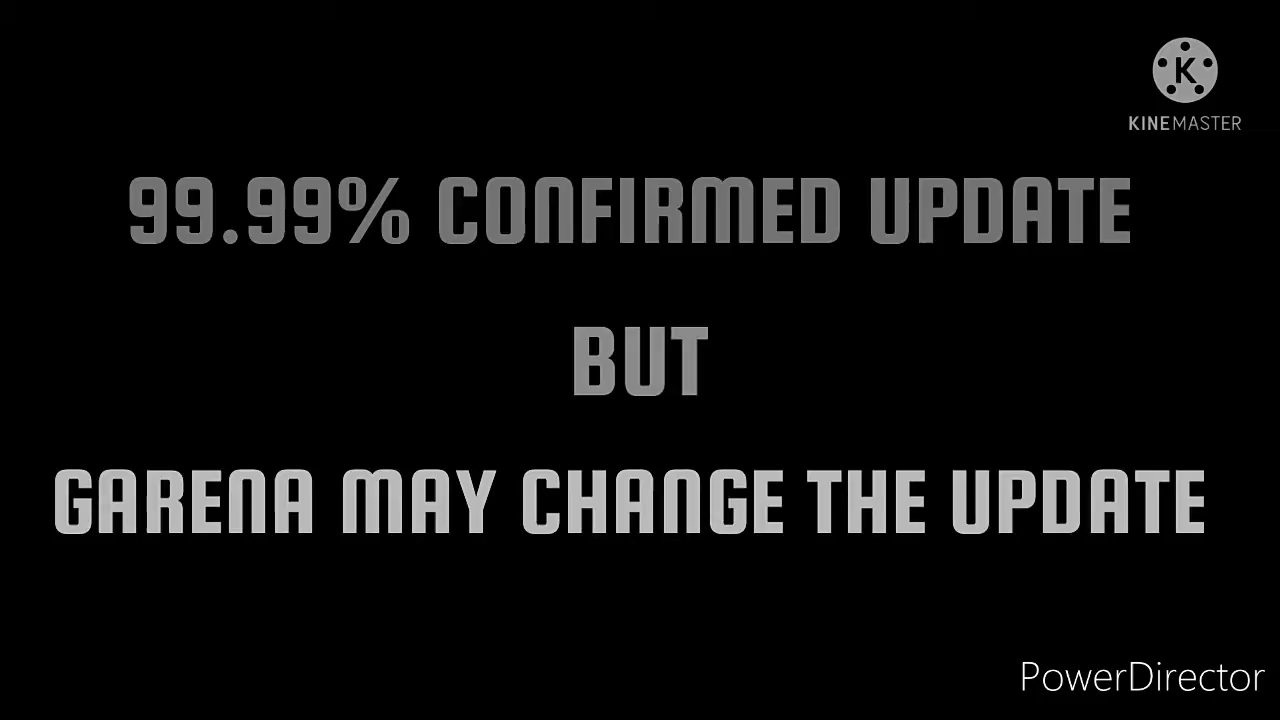 K
KINEMASTER
99.99% CONFIRMED UPDATE
BUT
GARENA MAY CHANGE THE UPDATE
PowerDirector